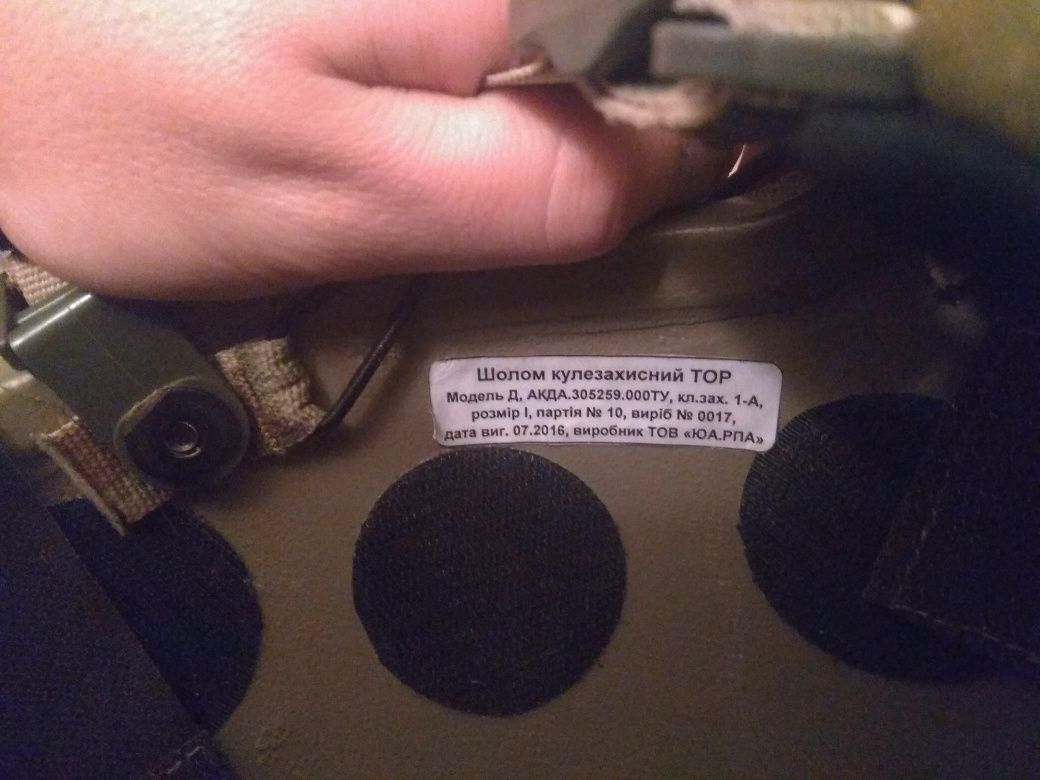 Шолом кулезахисний ТОР
Модель Д, АКДА.305259.000ТУ, кл.зах. 1-А,
розмір І, партія № 10, виріб № 0017,
дата виг. 07.2016, виробник ТОВ «ЮА.РПА»